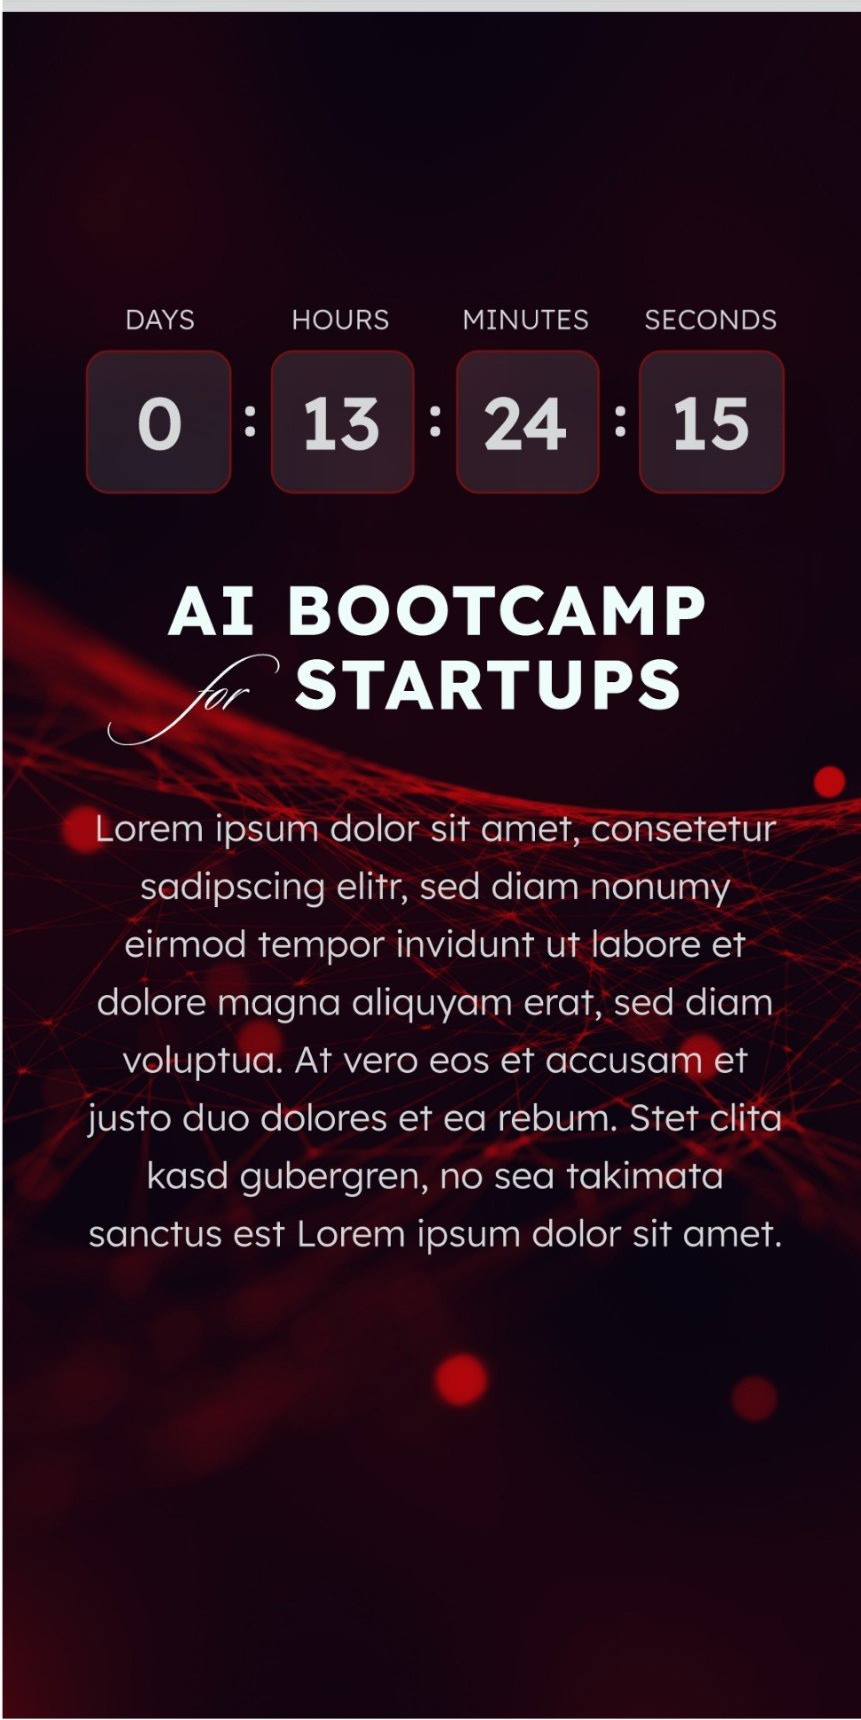 DAYS HOURS MINUTES SECONDS
0 : 13 : 24 : 15
AI BOOTCAMP
for STARTUPS
Lorem ipsum dolor sit amet, consetetur
sadipscing elitr, sed diam nonumy
eirmod tempor invidunt ut labore et
dolore magna aliquyam erat, sed diam
voluptua. At vero eos et accusam et
justo duo dolores et ea rebum. Stet clita
kasd gubergren, no sea takimata
sanctus est Lorem ipsum dolor sit amet.